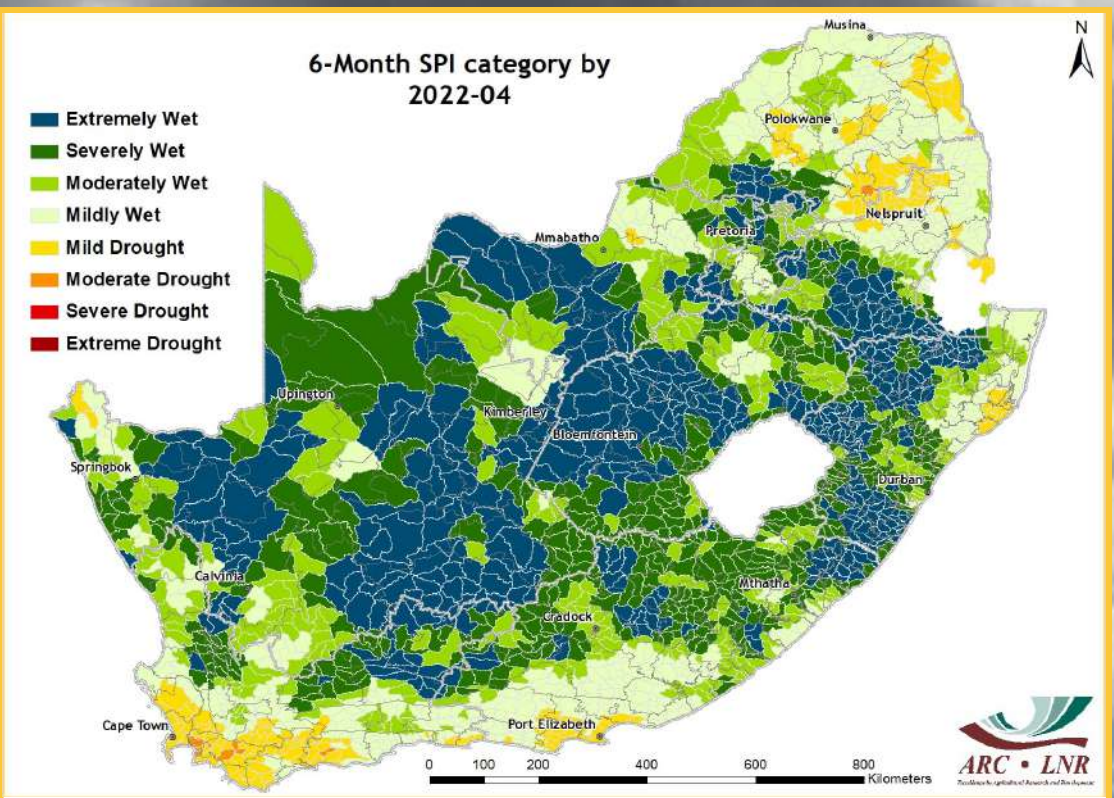 6-Month SPI category by
2022-04
N
Extremely Wet
Severely Wet
Moderately Wet
Mildly Wet
Mild Drought
Moderate Drought
Severe Drought
Extreme Drought
Musina
Polokwane
Nelspruit
Pretoria
Mmabatho
Upington
Kimberley
Bloemfontein
Springbok
Durban
Calvinia
Mthatha
Cradock
Cape Town
Port Elizabeth
0 100 200 400 600 800
Kilometers
ARC • LNR